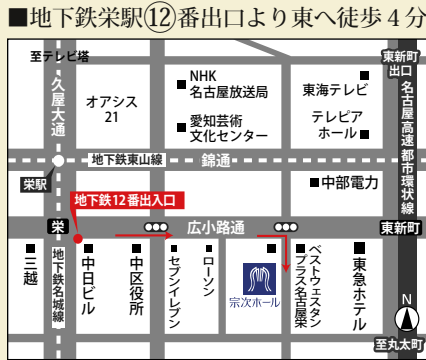 ■地下鉄栄駅⑫番出口より東へ徒歩4分
至テレビ塔
久屋大通
オアシス
21
■NHK
名古屋放送局
■愛知芸術
文化センター
東海テレビ■
テレピア
ホール■
東新町
出口
名古屋高速都市環状線
地下鉄東山線
錦通
栄駅
■中部電力
地下鉄12番出入口
栄
広小路通
東新町
■三越
地下鉄名城線
■中日ビル
■中区役所
■セブンイレブン
■ローソン
■
宗次ホール
■ベストウェスタン
プラス名古屋栄
■東急ホテル
N
至丸太町